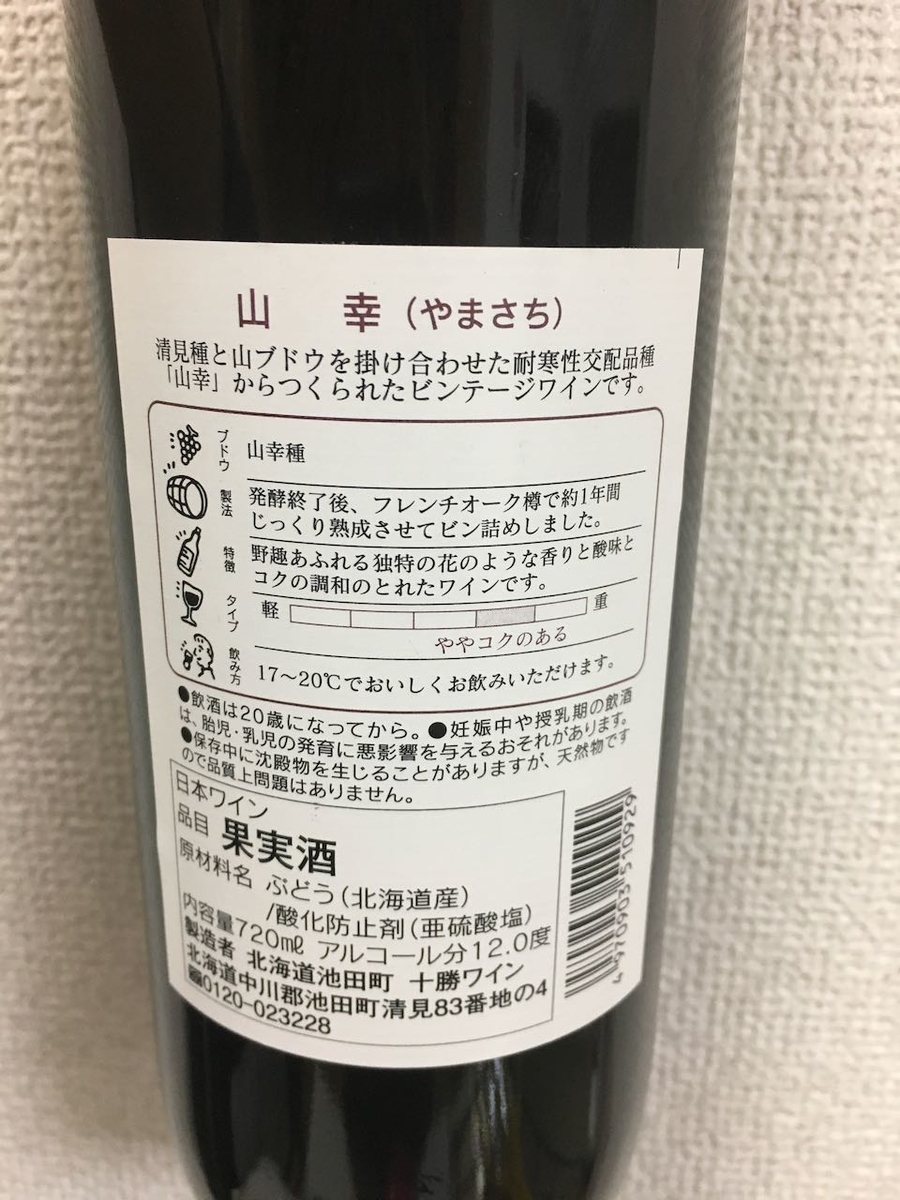 山 幸（やまさち）
清見種と山ブドウを掛け合わせた耐寒性交配品種
「山幸」からつくられたビンテージワインです。
ブドウ 山幸種
製法 発酵終了後、フレンチオーク樽で約1年間
じっくり熟成させてビン詰めしました。
特徴 野趣あふれる独特の花のような香りと酸味と
コクの調和のとれたワインです。
タイプ 軽 重
ややコクのある
飲み方 17〜20℃でおいしくお飲みいただけます。
●飲酒は20歳になってから。●妊娠中や授乳期の飲酒
は、胎児・乳児の発育に悪影響を与えるおそれがあります。
●保存中に沈殿物を生じることがありますが、天然物です
ので品質上問題はありません。
日本ワイン
品目 果実酒
原材料名 ぶどう（北海道産）
/酸化防止剤（亜硫酸塩）
内容量720mℓ アルコール分12.0度
製造者 北海道池田町 十勝ワイン
北海道中川郡池田町清見83番地の4
☎0120-023228
4 970903 510929